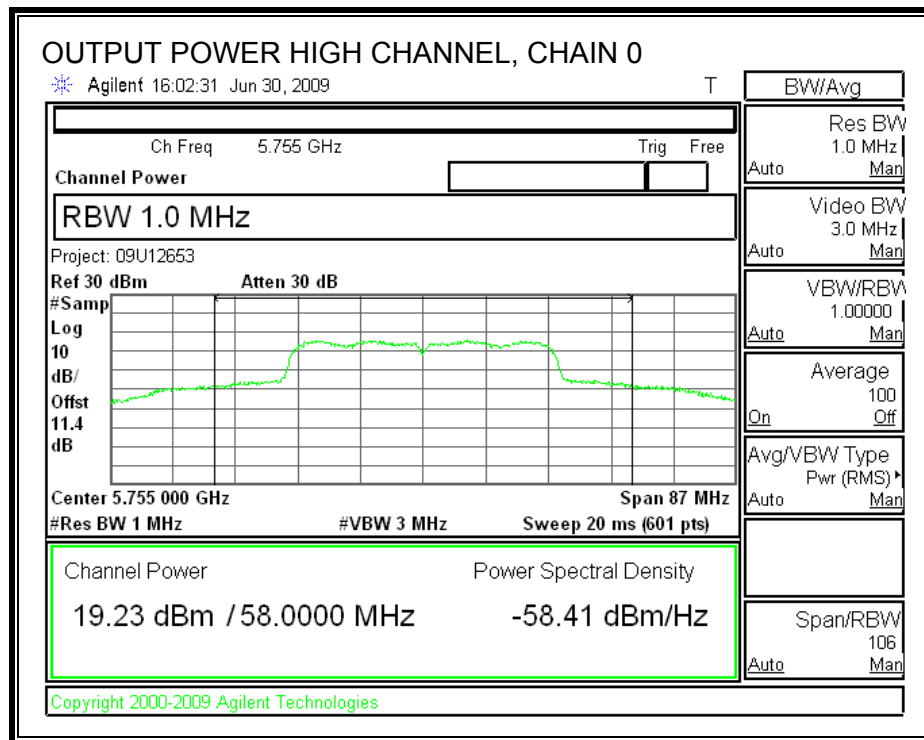 OUTPUT POWER HIGH CHANNEL, CHAIN 0
Agilent 16:02:31 Jun 30, 2009 T
BW/Avg
Ch Freq 5.755 GHz Trig Free
Channel Power
RBW 1.0 MHz
Project: 09U12653
Ref 30 dBm Atten 30 dB
#Samp
Log
10
dB/
Offst
11.4
dB
Center 5.755 000 GHz Span 87 MHz
#Res BW 1 MHz #VBW 3 MHz Sweep 20 ms (601 pts)
Channel Power Power Spectral Density
19.23 dBm / 58.0000 MHz -58.41 dBm/Hz
Copyright 2000-2009 Agilent Technologies
Res BW
1.0 MHz
Auto Man
Video BW
3.0 MHz
Auto Man
VBW/RBW
1.00000
Auto Man
Average
100
On Off
Avg/VBW Type
Pwr (RMS)
Auto Man
Span/RBW
106
Auto Man